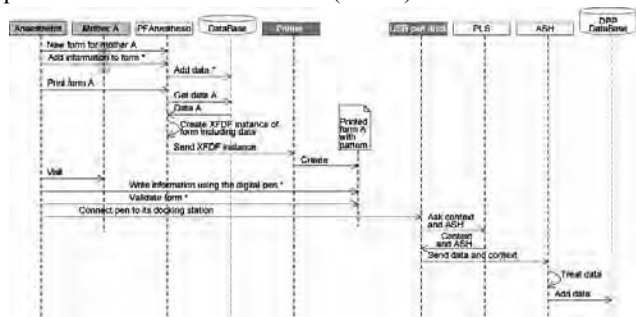 Anaesthetist Mother A PFAnesthesio DataBase Printer USB pen dock PLS ASH DPP DataBase
New form for mother A
Add information to form *
Add data *
Print form A
Get data A
Data A
Create XFDF instance of form including data
Send XFDF instance
Printed form A with pattern
Create
Visit
Write information using the digital pen *
Validate form *
Connect pen to its docking station
Ask context and ASH
Context and ASH
Send data and context
Treat data
Add data